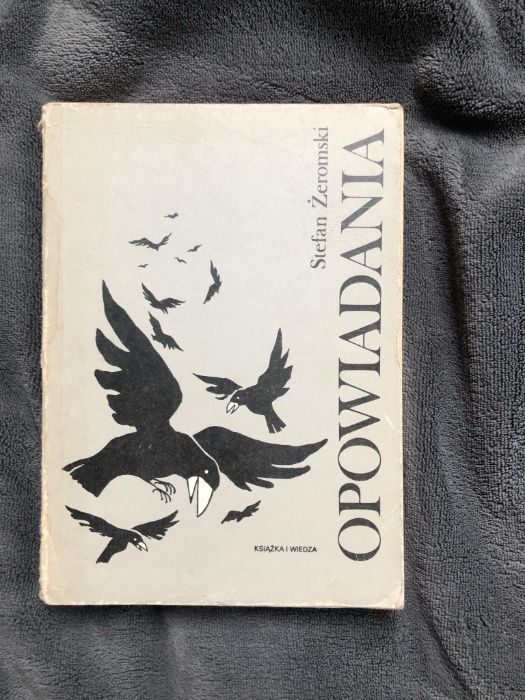 Stefan Żeromski
OPOWIADANIA
KSIĄŻKA I WIEDZA